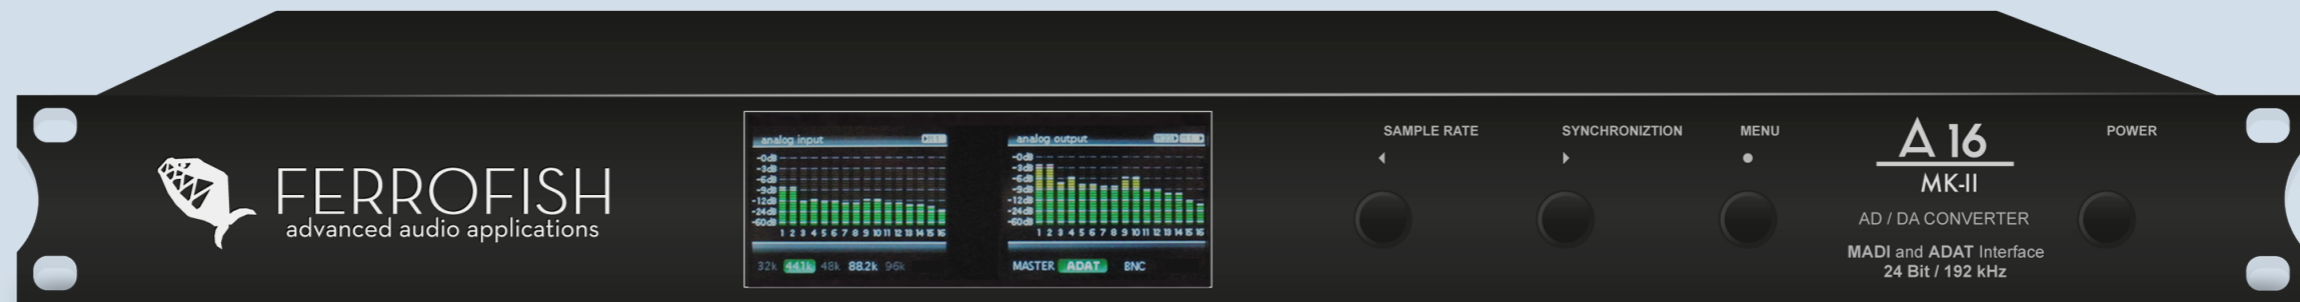 FERROFISH
advanced audio applications
analog input
-0dB
-3dB
-6dB
-9dB
-12dB
-24dB
-60dB
1 2 3 4 5 6 7 8 9 10 11 12 13 14 15 16
32k 44.1k 48k 88.2k 96k
analog output
-0dB
-3dB
-6dB
-9dB
-12dB
-24dB
-60dB
1 2 3 4 5 6 7 8 9 10 11 12 13 14 15 16
MASTER ADAT BNC
SAMPLE RATE
SYNCHRONIZTION
MENU
A 16
MK-II
AD / DA CONVERTER
MADI and ADAT Interface
24 Bit / 192 kHz
POWER